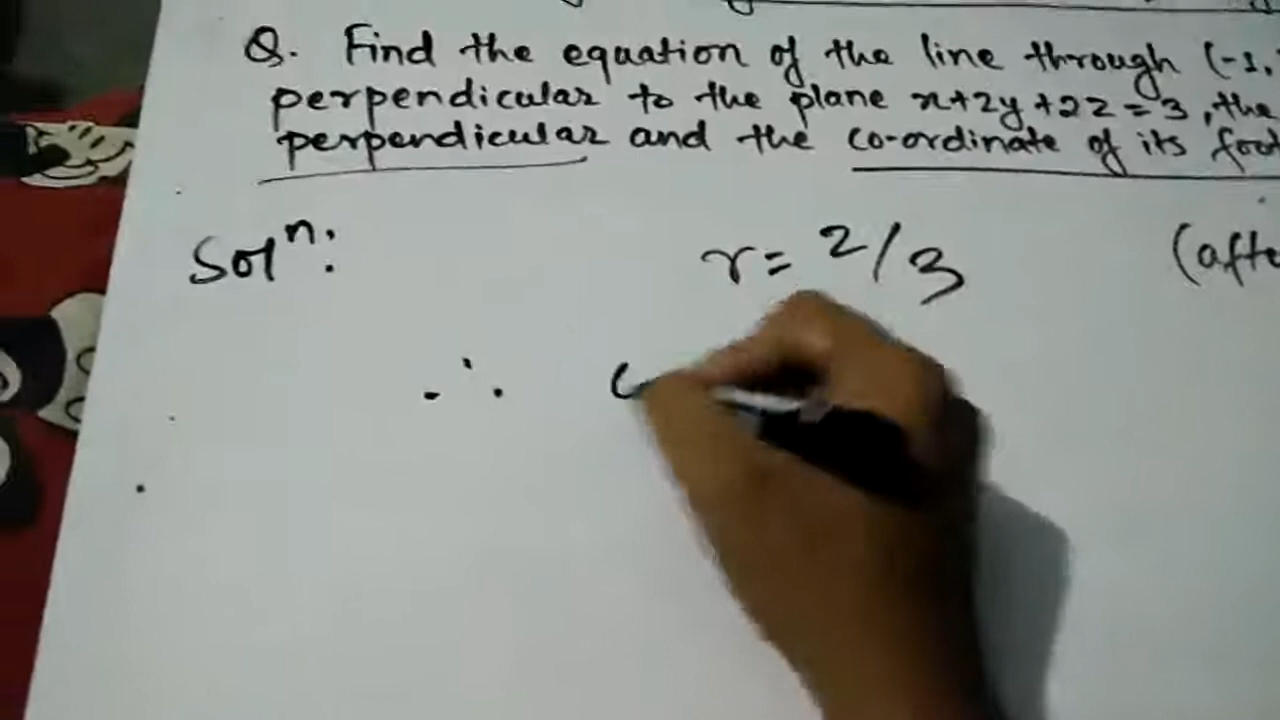 Q. Find the equation of the line through (-1,
perpendicular to the plane x+2y+2z=3, the
perpendicular and the co-ordinate of its foot
Solⁿ: r= 2/3 (afte
∴ c